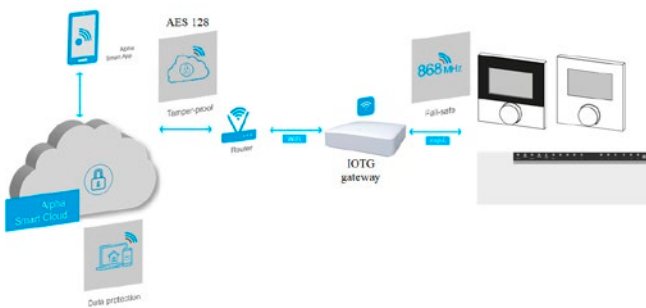 AES 128
Alpha
Smart App
868 MHz
Tamper-proof
Fail-safe
Router
WiFi
IOTG
gateway
Alpha
Smart Cloud
Data protection